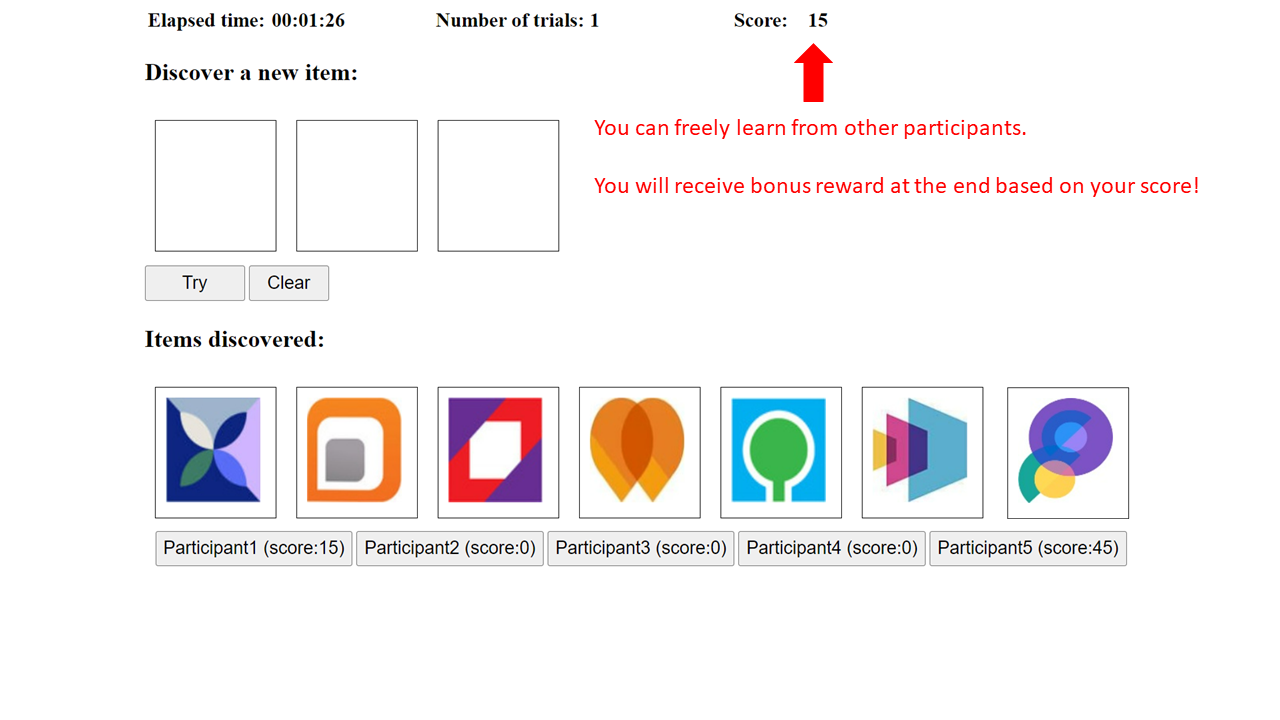 Elapsed time: 00:01:26 Number of trials: 1 Score: 15
Discover a new item:
You can freely learn from other participants.
You will receive bonus reward at the end based on your score!
Try Clear
Items discovered:
Participant1 (score:15) Participant2 (score:0) Participant3 (score:0) Participant4 (score:0) Participant5 (score:45)